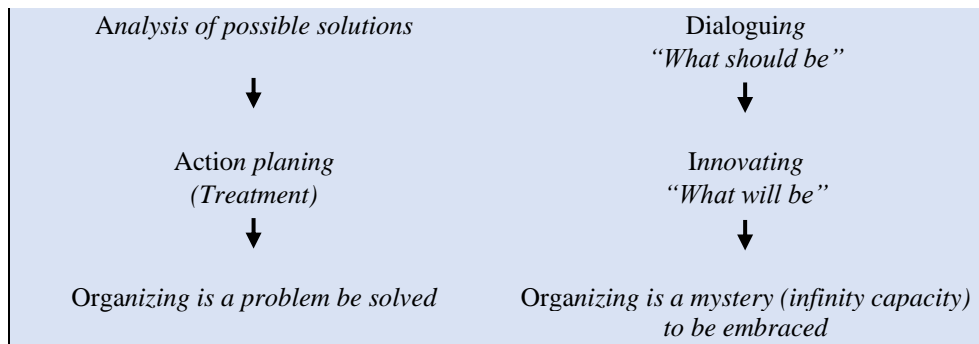 Analysis of possible solutions
Dialoguing
“What should be”
Action planing
(Treatment)
Innovating
“What will be”
Organizing is a problem be solved
Organizing is a mystery (infinity capacity)
to be embraced